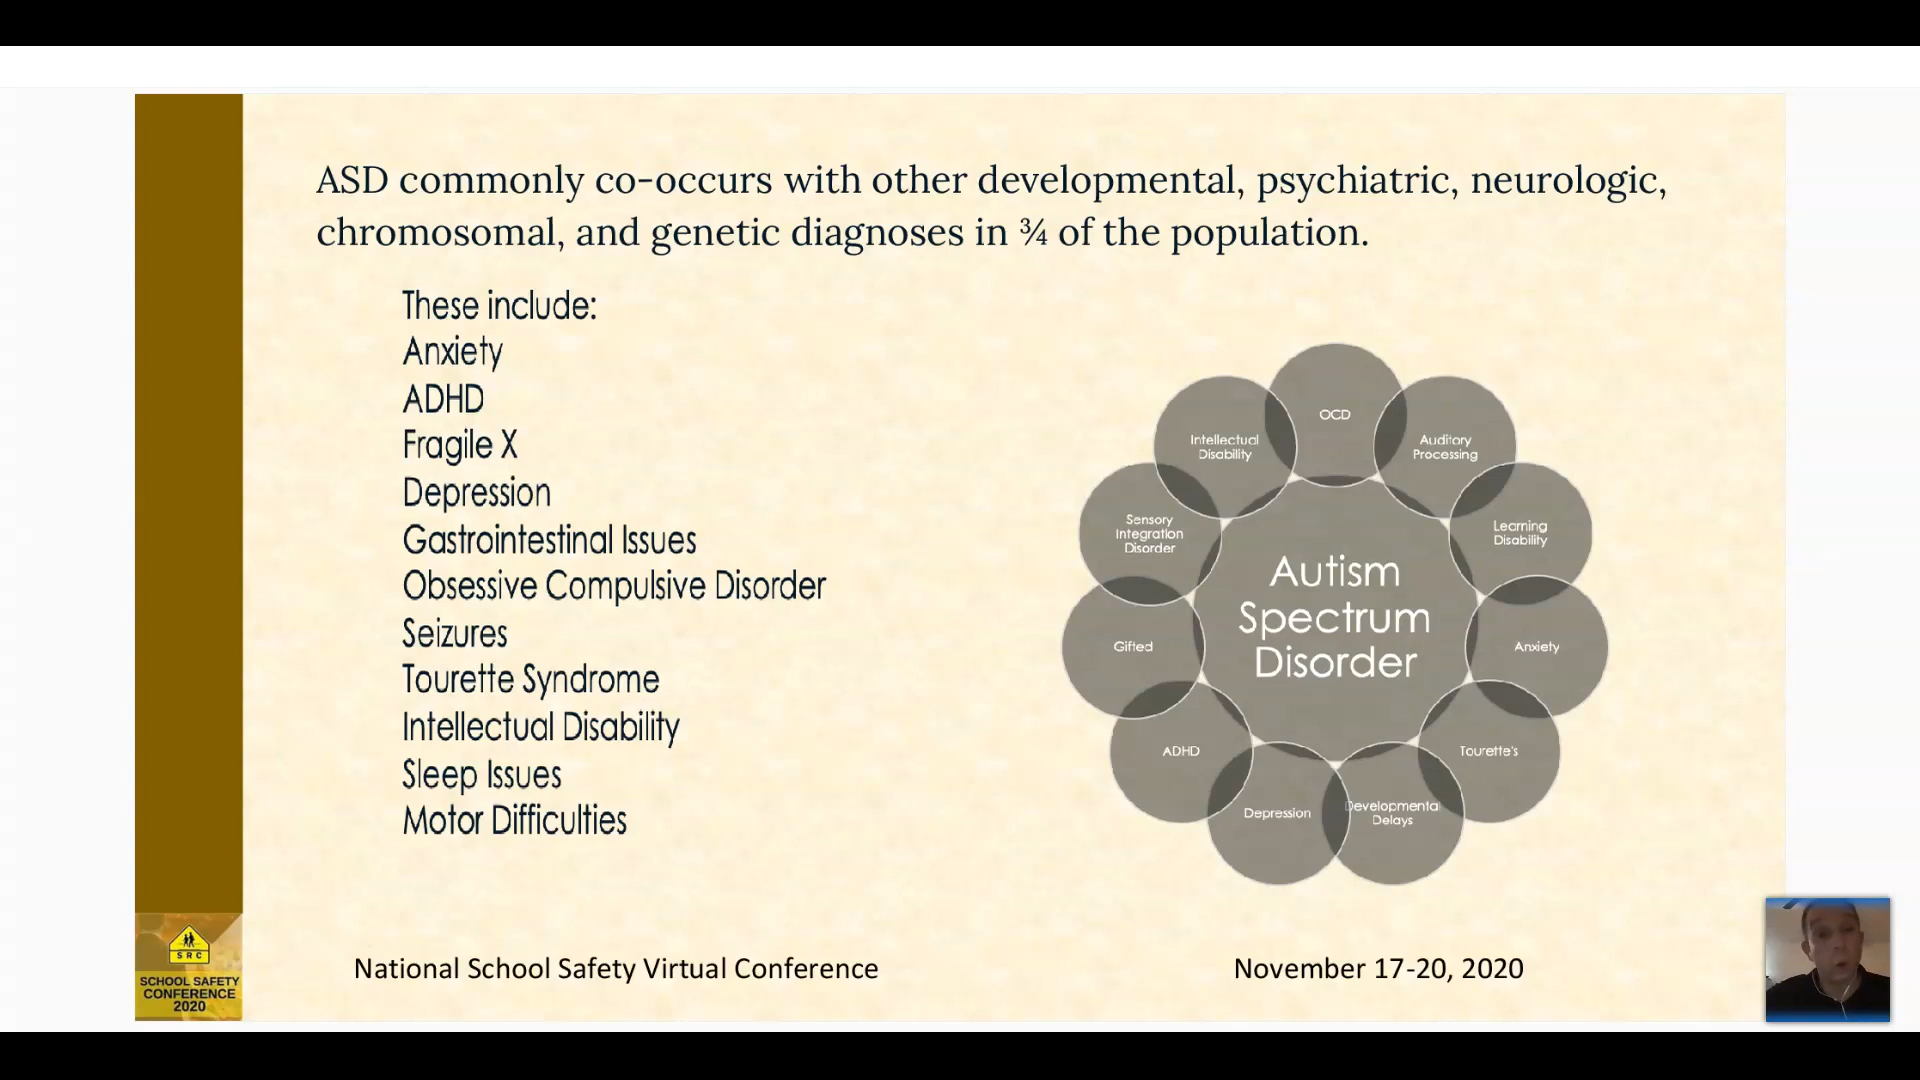 ASD commonly co-occurs with other developmental, psychiatric, neurologic,
chromosomal, and genetic diagnoses in ¾ of the population.
These include:
Anxiety
ADHD
Fragile X
Depression
Gastrointestinal Issues
Obsessive Compulsive Disorder
Seizures
Tourette Syndrome
Intellectual Disability
Sleep Issues
Motor Difficulties
OCD
Auditory
Processing
Learning
Disability
Anxiety
Tourette's
Developmental
Delays
Depression
ADHD
Gifted
Sensory
Integration
Disorder
Intellectual
Disability
Autism
Spectrum
Disorder
SRC
SCHOOL SAFETY
CONFERENCE
2020
National School Safety Virtual Conference
November 17-20, 2020